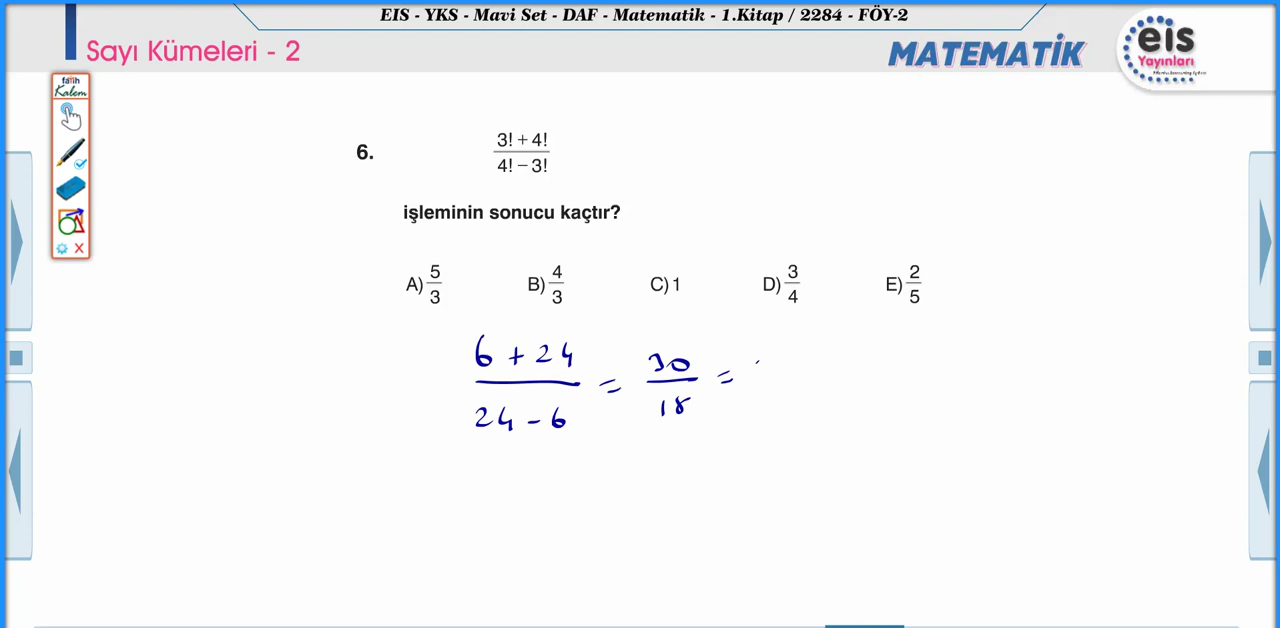 EIS - YKS - Mavi Set - DAF - Matematik - 1.Kitap / 2284 - FÖY-2
Sayı Kümeleri - 2
MATEMATİK
eis
Yayınları
fatih
Kalem
6.
3! + 4!
4! − 3!
işleminin sonucu kaçtır?
A) 5/3 B) 4/3 C) 1 D) 3/4 E) 2/5
6 + 24
24 - 6
=
30
18
=